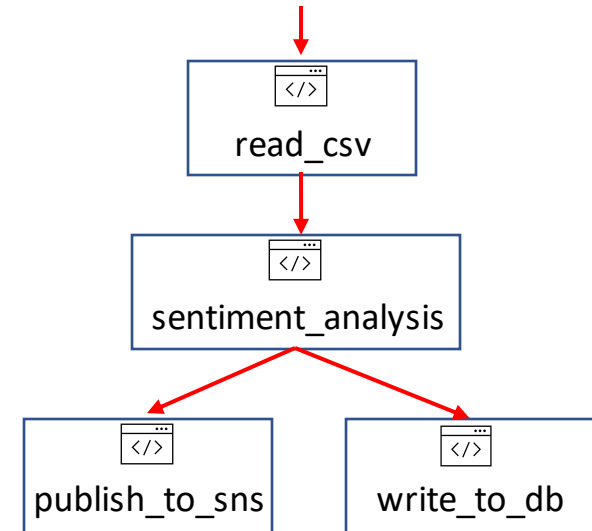 </>
read_csv
</>
sentiment_analysis
</>
publish_to_sns
</>
write_to_db